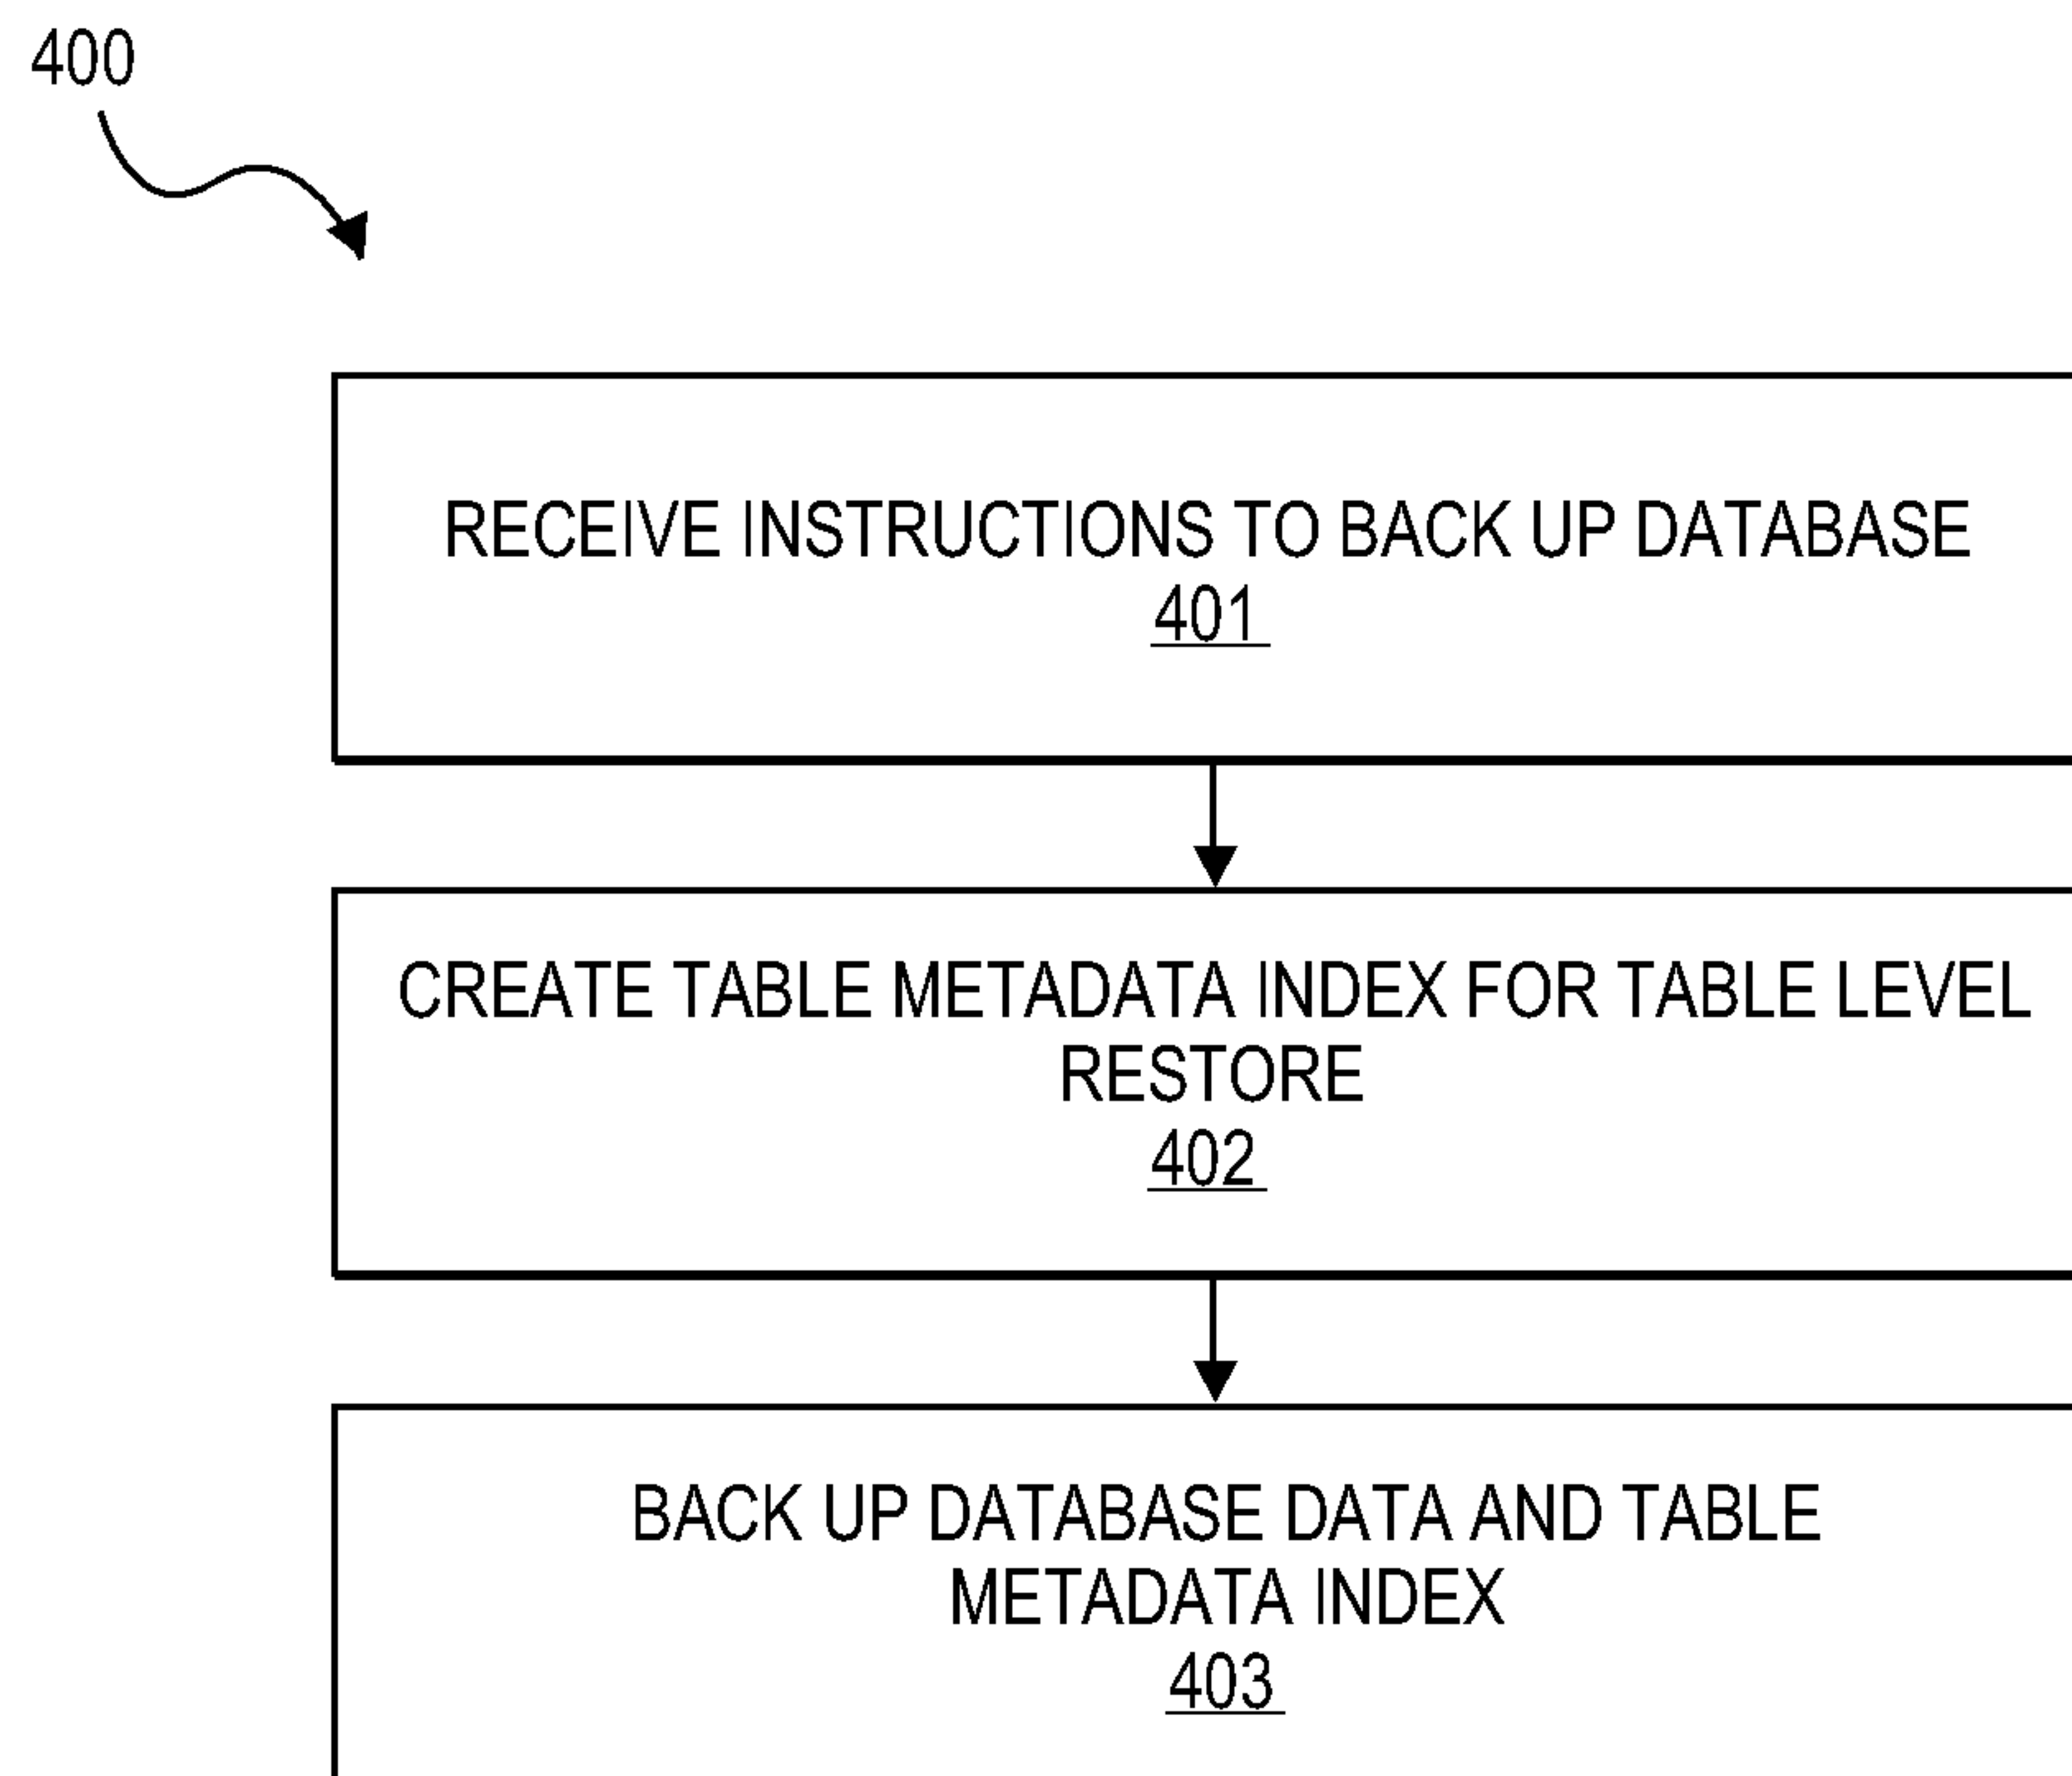 400
RECEIVE INSTRUCTIONS TO BACK UP DATABASE
401
CREATE TABLE METADATA INDEX FOR TABLE LEVEL
RESTORE
402
BACK UP DATABASE DATA AND TABLE
METADATA INDEX
403